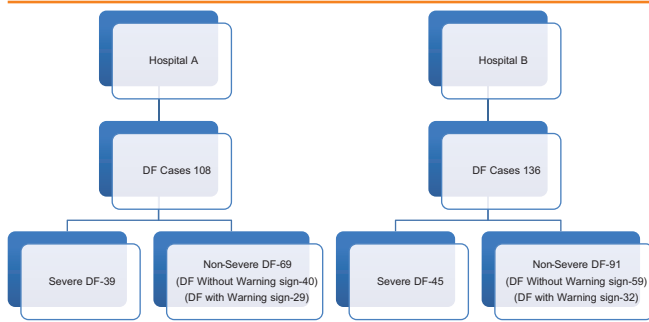 Hospital A
Hospital B
DF Cases 108
DF Cases 136
Severe DF-39
Non-Severe DF-69
(DF Without Warning sign-40)
(DF with Warning sign-29)
Severe DF-45
Non-Severe DF-91
(DF Without Warning sign-59)
(DF with Warning sign-32)